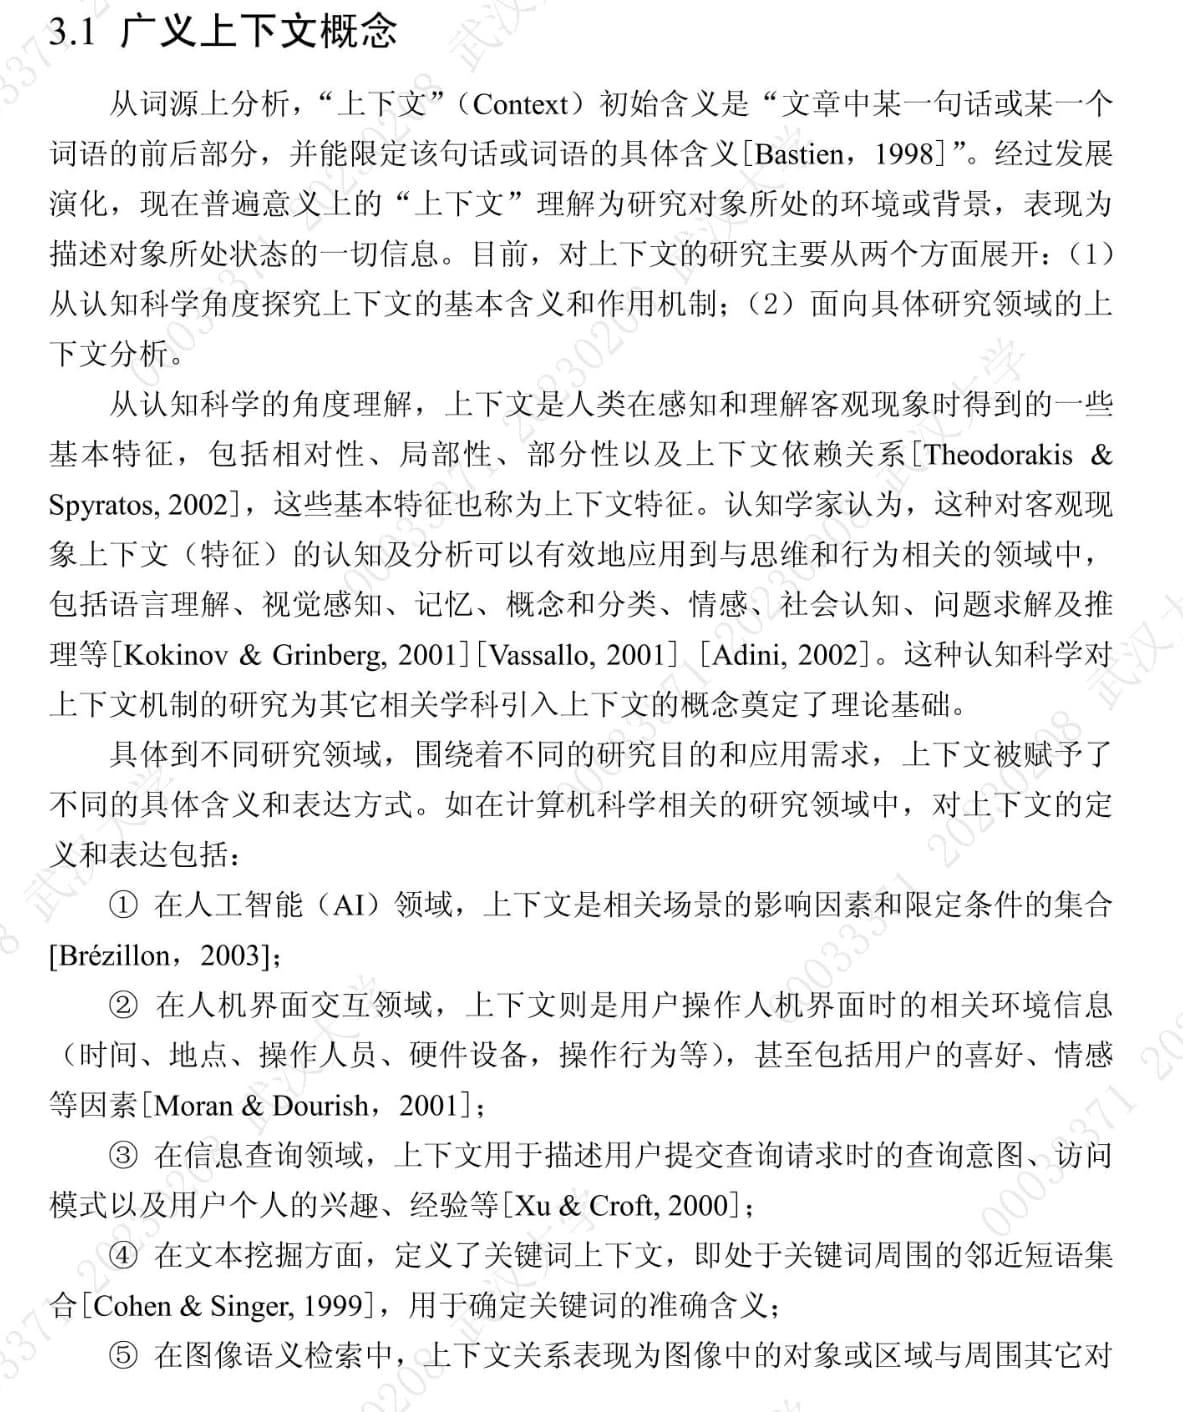 3.1 广义上下文概念
从词源上分析，“上下文”（Context）初始含义是“文章中某一句话或某一个
词语的前后部分，并能限定该句话或词语的具体含义[Bastien，1998]”。经过发展
演化，现在普遍意义上的“上下文”理解为研究对象所处的环境或背景，表现为
描述对象所处状态的一切信息。目前，对上下文的研究主要从两个方面展开：（1）
从认知科学角度探究上下文的基本含义和作用机制；（2）面向具体研究领域的上
下文分析。
从认知科学的角度理解，上下文是人类在感知和理解客观现象时得到的一些
基本特征，包括相对性、局部性、部分性以及上下文依赖关系[Theodorakis &
Spyratos, 2002]，这些基本特征也称为上下文特征。认知学家认为，这种对客观现
象上下文（特征）的认知及分析可以有效地应用到与思维和行为相关的领域中，
包括语言理解、视觉感知、记忆、概念和分类、情感、社会认知、问题求解及推
理等[Kokinov & Grinberg, 2001][Vassallo, 2001] [Adini, 2002]。这种认知科学对
上下文机制的研究为其它相关学科引入上下文的概念奠定了理论基础。
具体到不同研究领域，围绕着不同的研究目的和应用需求，上下文被赋予了
不同的具体含义和表达方式。如在计算机科学相关的研究领域中，对上下文的定
义和表达包括：
① 在人工智能（AI）领域，上下文是相关场景的影响因素和限定条件的集合
[Brézillon，2003]；
② 在人机界面交互领域，上下文则是用户操作人机界面时的相关环境信息
（时间、地点、操作人员、硬件设备，操作行为等），甚至包括用户的喜好、情感
等因素[Moran & Dourish，2001]；
③ 在信息查询领域，上下文用于描述用户提交查询请求时的查询意图、访问
模式以及用户个人的兴趣、经验等[Xu & Croft, 2000]；
④ 在文本挖掘方面，定义了关键词上下文，即处于关键词周围的邻近短语集
合[Cohen & Singer, 1999]，用于确定关键词的准确含义；
⑤ 在图像语义检索中，上下文关系表现为图像中的对象或区域与周围其它对